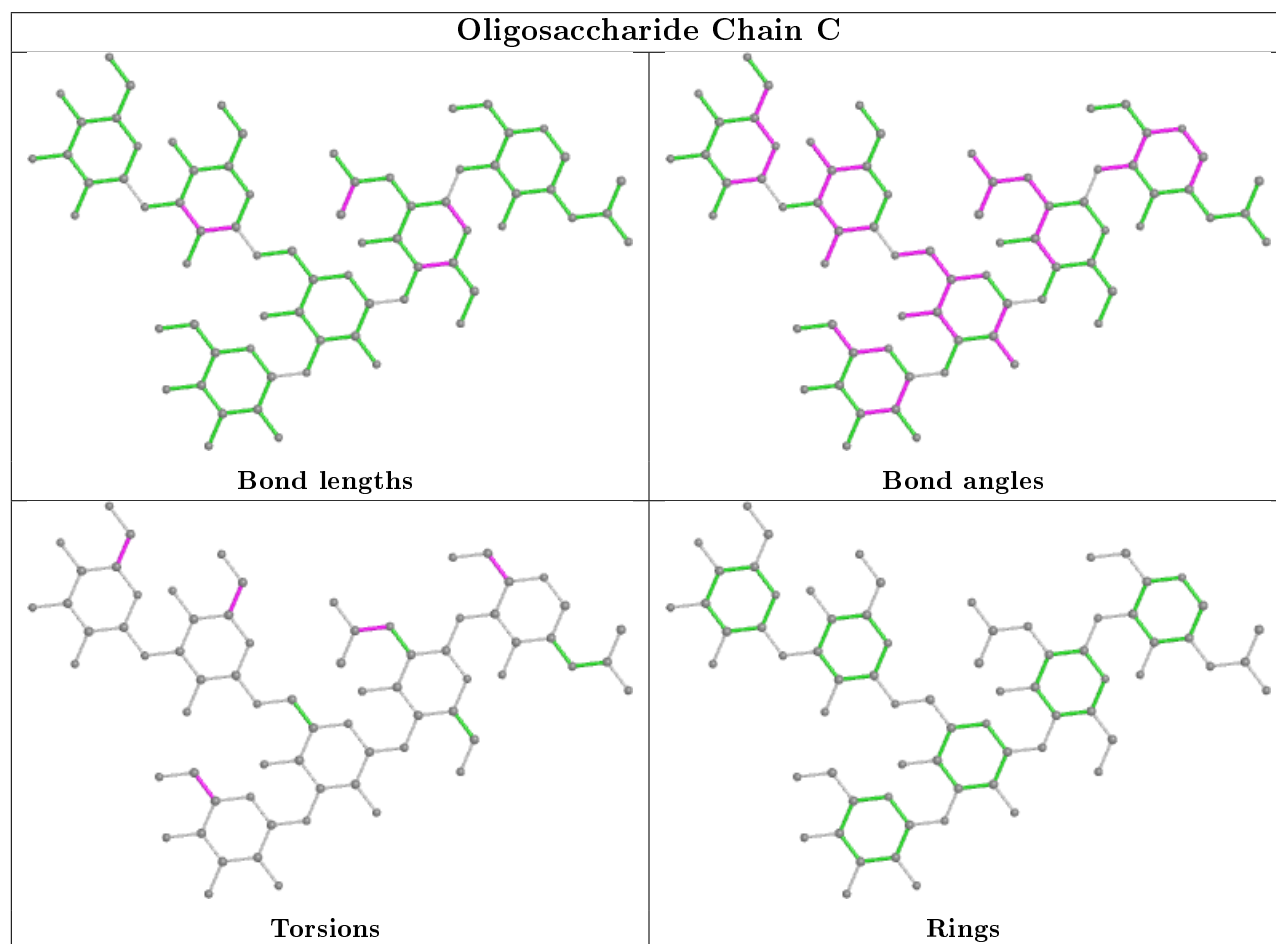 Oligosaccharide Chain C
Bond lengths
Bond angles
Torsions
Rings